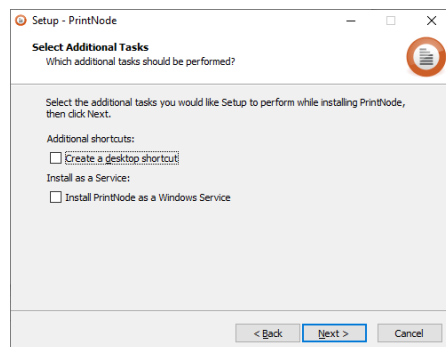 Setup - PrintNode
Select Additional Tasks
Which additional tasks should be performed?
Select the additional tasks you would like Setup to perform while installing PrintNode,
then click Next.
Additional shortcuts:
Create a desktop shortcut
Install as a Service:
Install PrintNode as a Windows Service
< Back
Next >
Cancel